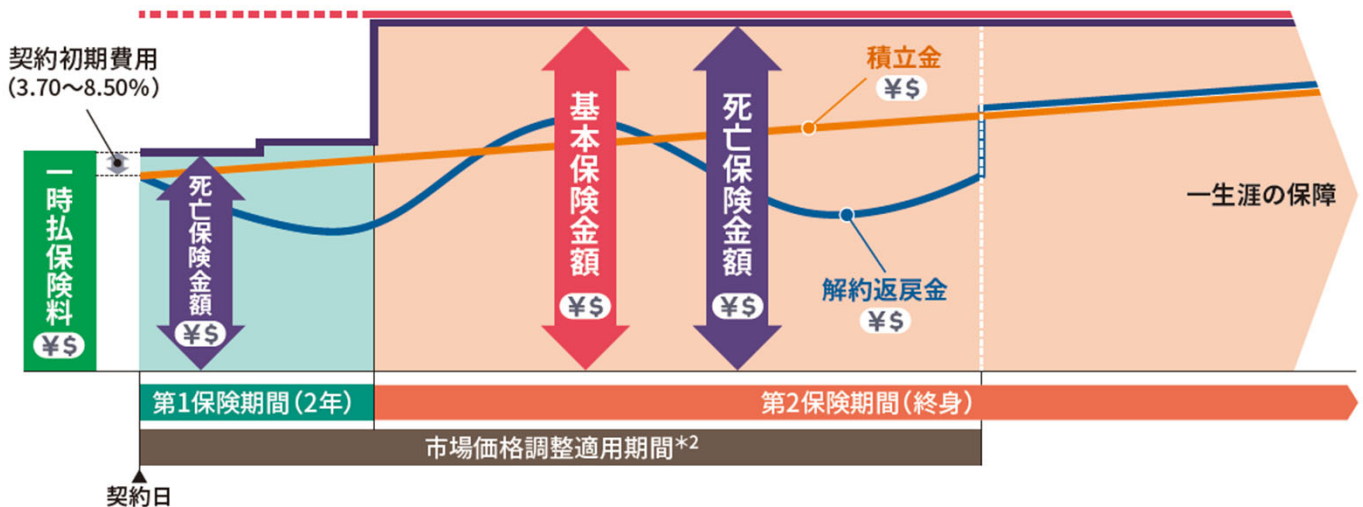 契約初期費用
(3.70〜8.50%)
一時払保険料
¥$
死亡保険金額
¥$
基本保険金額
¥$
死亡保険金額
¥$
積立金
¥$
解約返戻金
¥$
一生涯の保障
第1保険期間(2年)
第2保険期間(終身)
市場価格調整適用期間*2
契約日